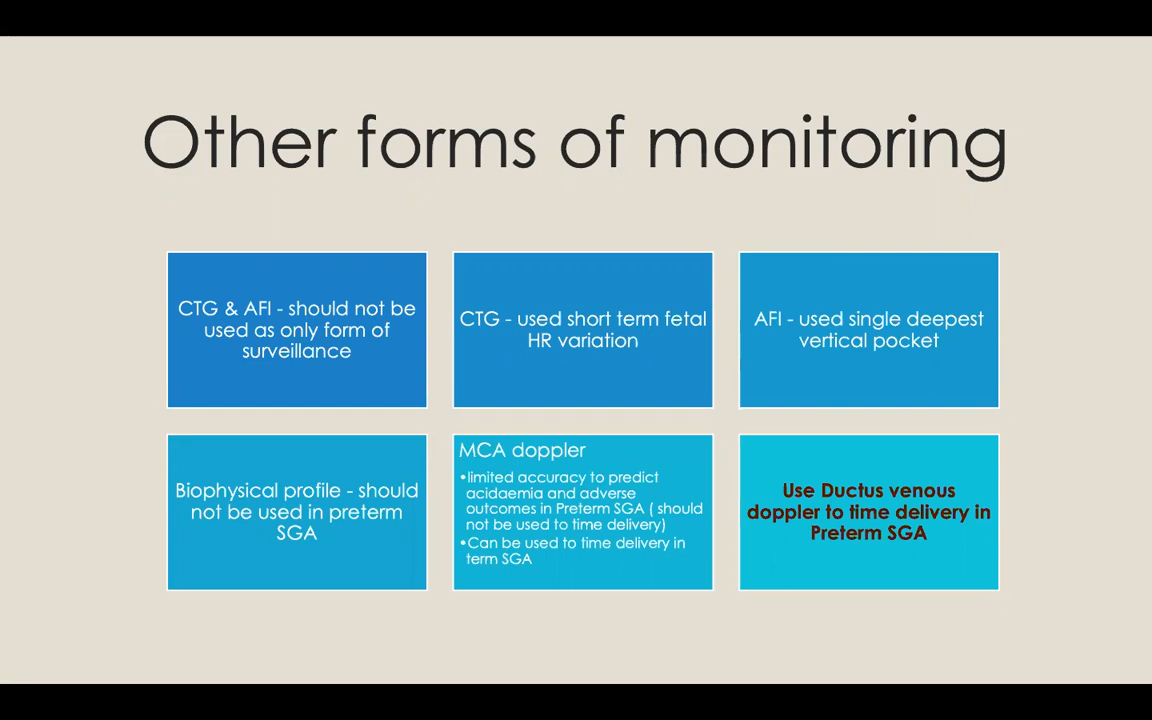 Other forms of monitoring
CTG & AFI - should not be
used as only form of
surveillance
CTG - used short term fetal
HR variation
AFI - used single deepest
vertical pocket
Biophysical profile - should
not be used in preterm
SGA
MCA doppler
•limited accuracy to predict
acidaemia and adverse
outcomes in Preterm SGA ( should
not be used to time delivery)
•Can be used to time delivery in
term SGA
Use Ductus venous
doppler to time delivery in
Preterm SGA